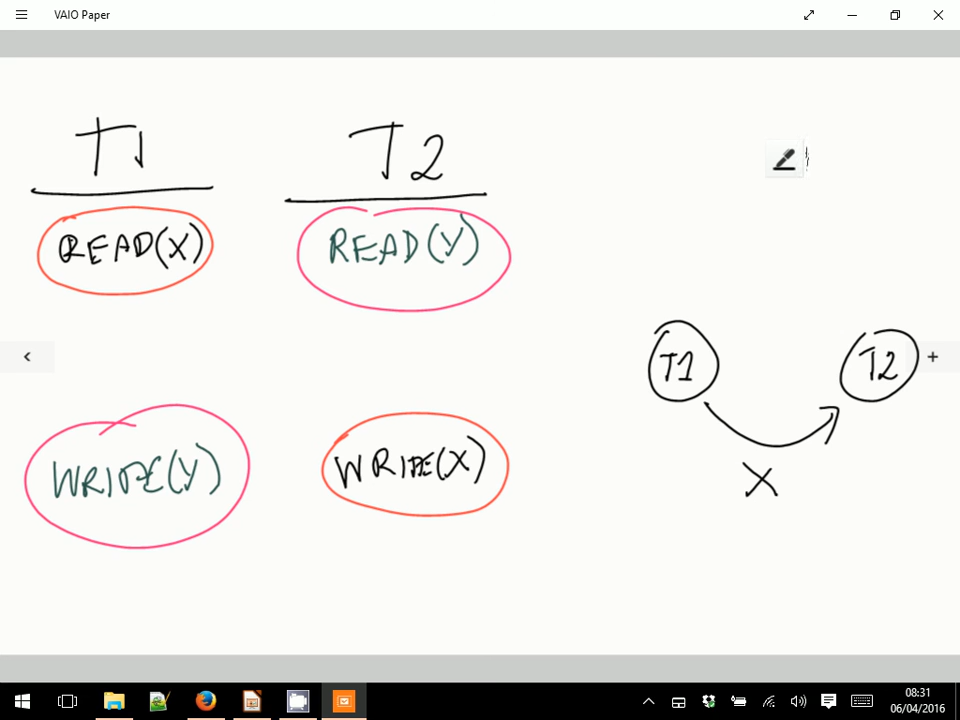 VAIO Paper
T1 T2
READ(X) READ(Y)
T1 T2
WRITE(Y) WRITE(X)
X
08:31
06/04/2016